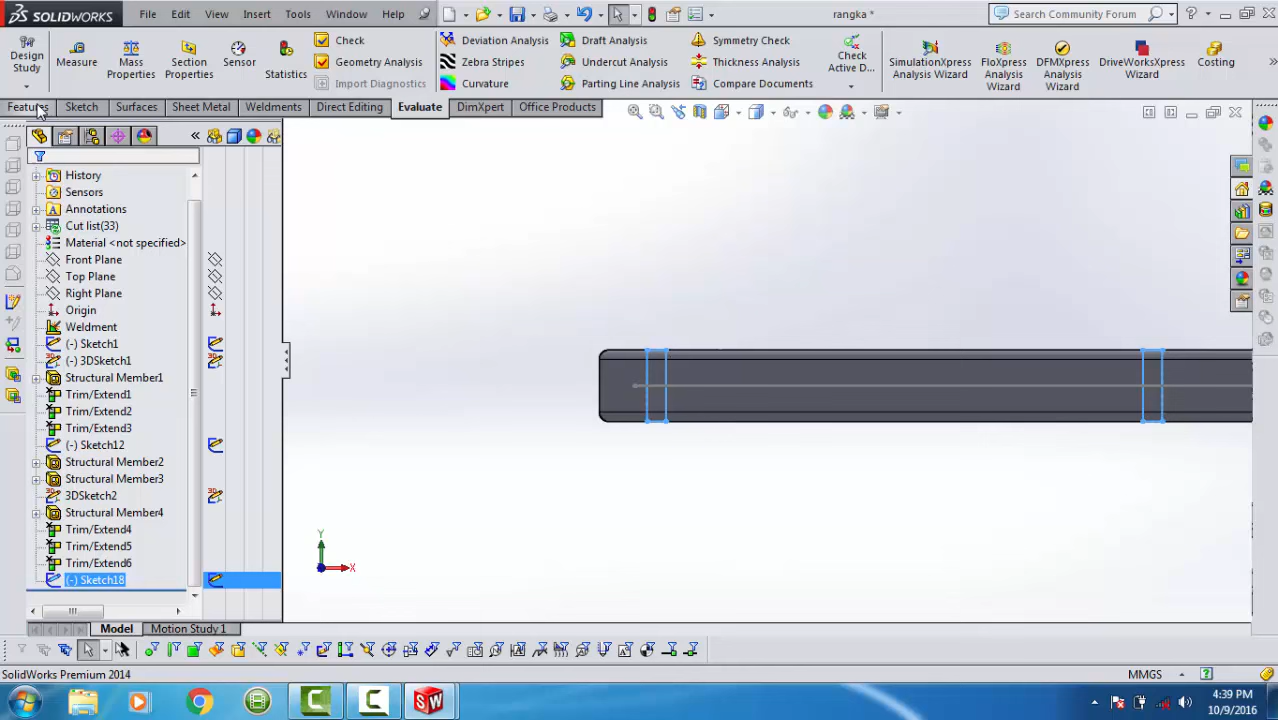 SOLIDWORKS
File Edit View Insert Tools Window Help
rangka *
Search Community Forum
Design Study
Measure
Mass Properties
Section Properties
Sensor
Statistics
Check
Geometry Analysis
Import Diagnostics
Deviation Analysis
Zebra Stripes
Curvature
Draft Analysis
Undercut Analysis
Parting Line Analysis
Symmetry Check
Thickness Analysis
Compare Documents
Check Active D...
SimulationXpress Analysis Wizard
FloXpress Analysis Wizard
DFMXpress Analysis Wizard
DriveWorksXpress Wizard
Costing
Features Sketch Surfaces Sheet Metal Weldments Direct Editing Evaluate DimXpert Office Products
History
Sensors
Annotations
Cut list(33)
Material <not specified>
Front Plane
Top Plane
Right Plane
Origin
Weldment
(-) Sketch1
(-) 3DSketch1
Structural Member1
Trim/Extend1
Trim/Extend2
Trim/Extend3
(-) Sketch12
Structural Member2
Structural Member3
3DSketch2
Structural Member4
Trim/Extend4
Trim/Extend5
Trim/Extend6
(-) Sketch18
Y
X
Model Motion Study 1
SolidWorks Premium 2014
MMGS
4:39 PM
10/9/2016